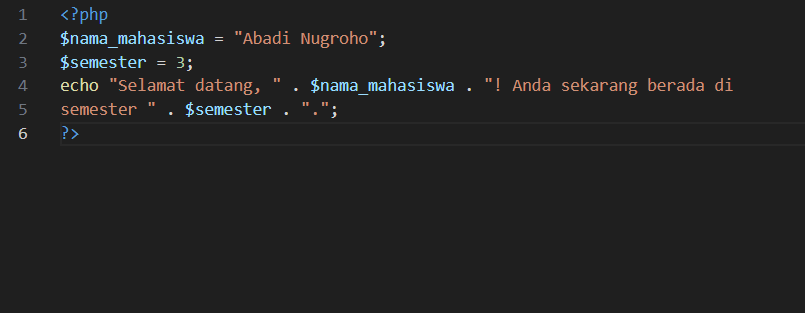 1 <?php
2 $nama_mahasiswa = "Abadi Nugroho";
3 $semester = 3;
4 echo "Selamat datang, " . $nama_mahasiswa . "! Anda sekarang berada di
5 semester " . $semester . ".";
6 ?>